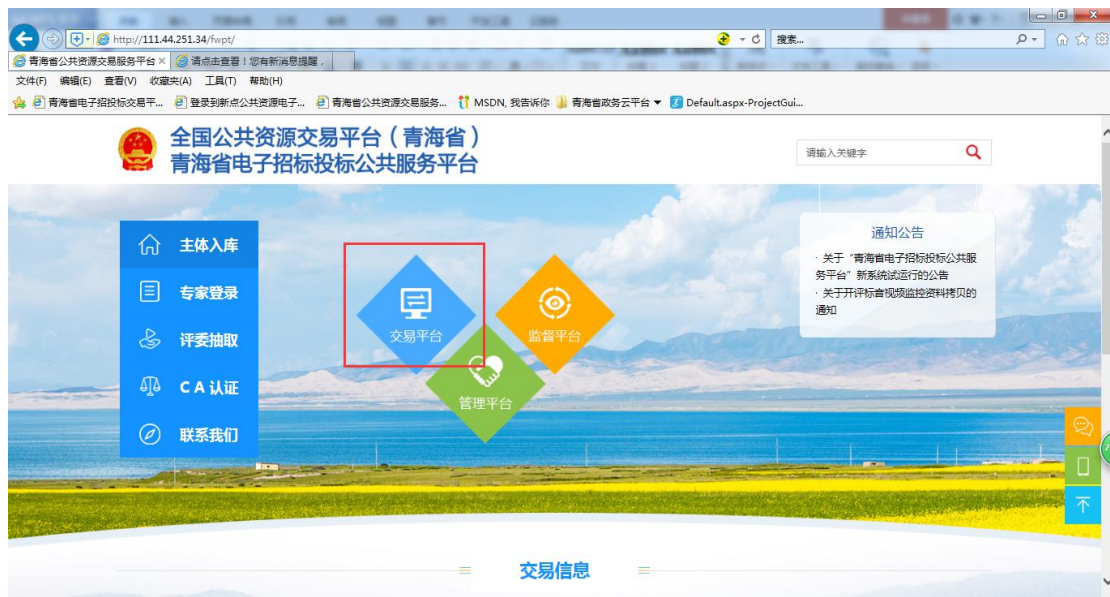 http://111.44.251.34/fwpt/
搜索...
青海省公共资源交易服务平台
请点击查看！您有新消息提醒，
文件(F) 编辑(E) 查看(V) 收藏夹(A) 工具(T) 帮助(H)
青海省电子招标投标交易平... 登录到新点公共资源电子... 青海省公共资源交易服务... MSDN, 我告诉你 青海省政务云平台 Default.aspx-ProjectGui...
全国公共资源交易平台（青海省）
青海省电子招标投标公共服务平台
请输入关键字
主体入库
专家登录
评委抽取
C A 认证
联系我们
交易平台
监督平台
管理平台
通知公告
· 关于“青海省电子招标投标公共服
务平台”新系统试运行的公告
· 关于开评标音视频监控资料拷贝的
通知
交易信息